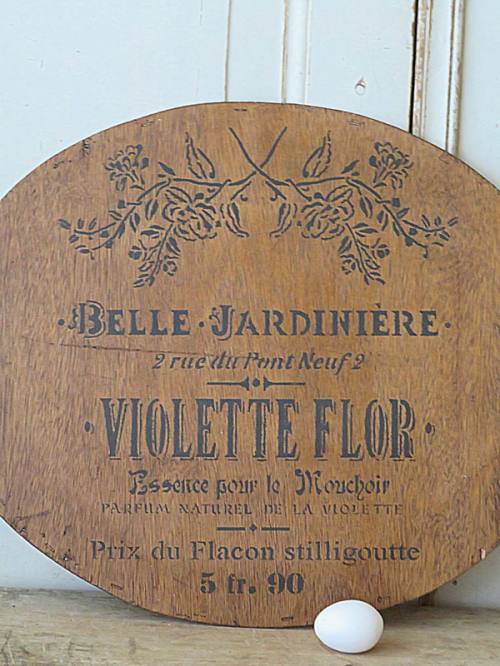 · BELLE · JARDINIÈRE ·
2 rue du Pont Neuf 2
· VIOLETTE FLOR ·
Essence pour le Mouchoir
PARFUM NATUREL DE LA VIOLETTE
Prix du Flacon stilligoutte
5 fr. 90